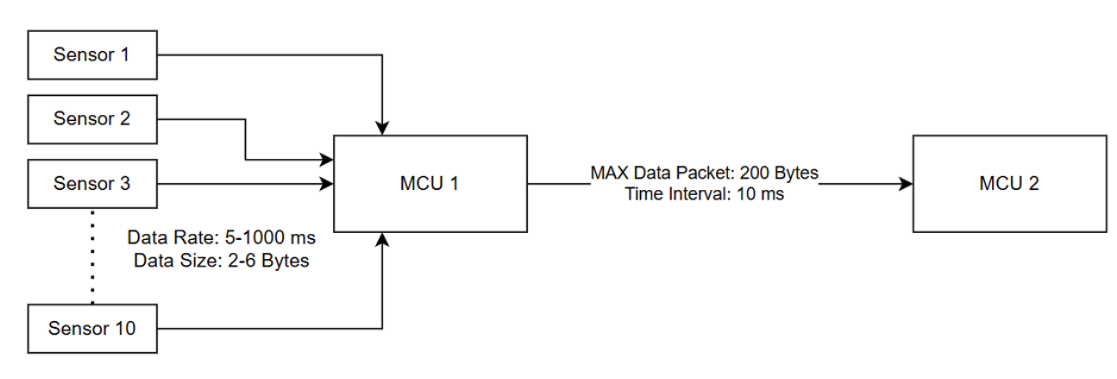 Sensor 1
Sensor 2
Sensor 3
Data Rate: 5-1000 ms
Data Size: 2-6 Bytes
Sensor 10
MCU 1
MAX Data Packet: 200 Bytes
Time Interval: 10 ms
MCU 2